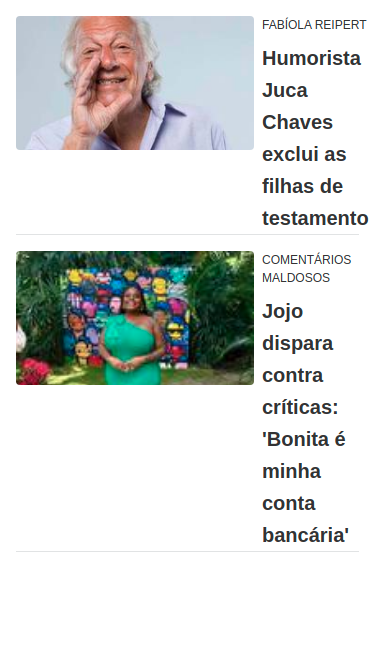 FABÍOLA REIPERT
Humorista
Juca
Chaves
exclui as
filhas de
testamento
COMENTÁRIOS
MALDOSOS
Jojo
dispara
contra
críticas:
'Bonita é
minha
conta
bancária'